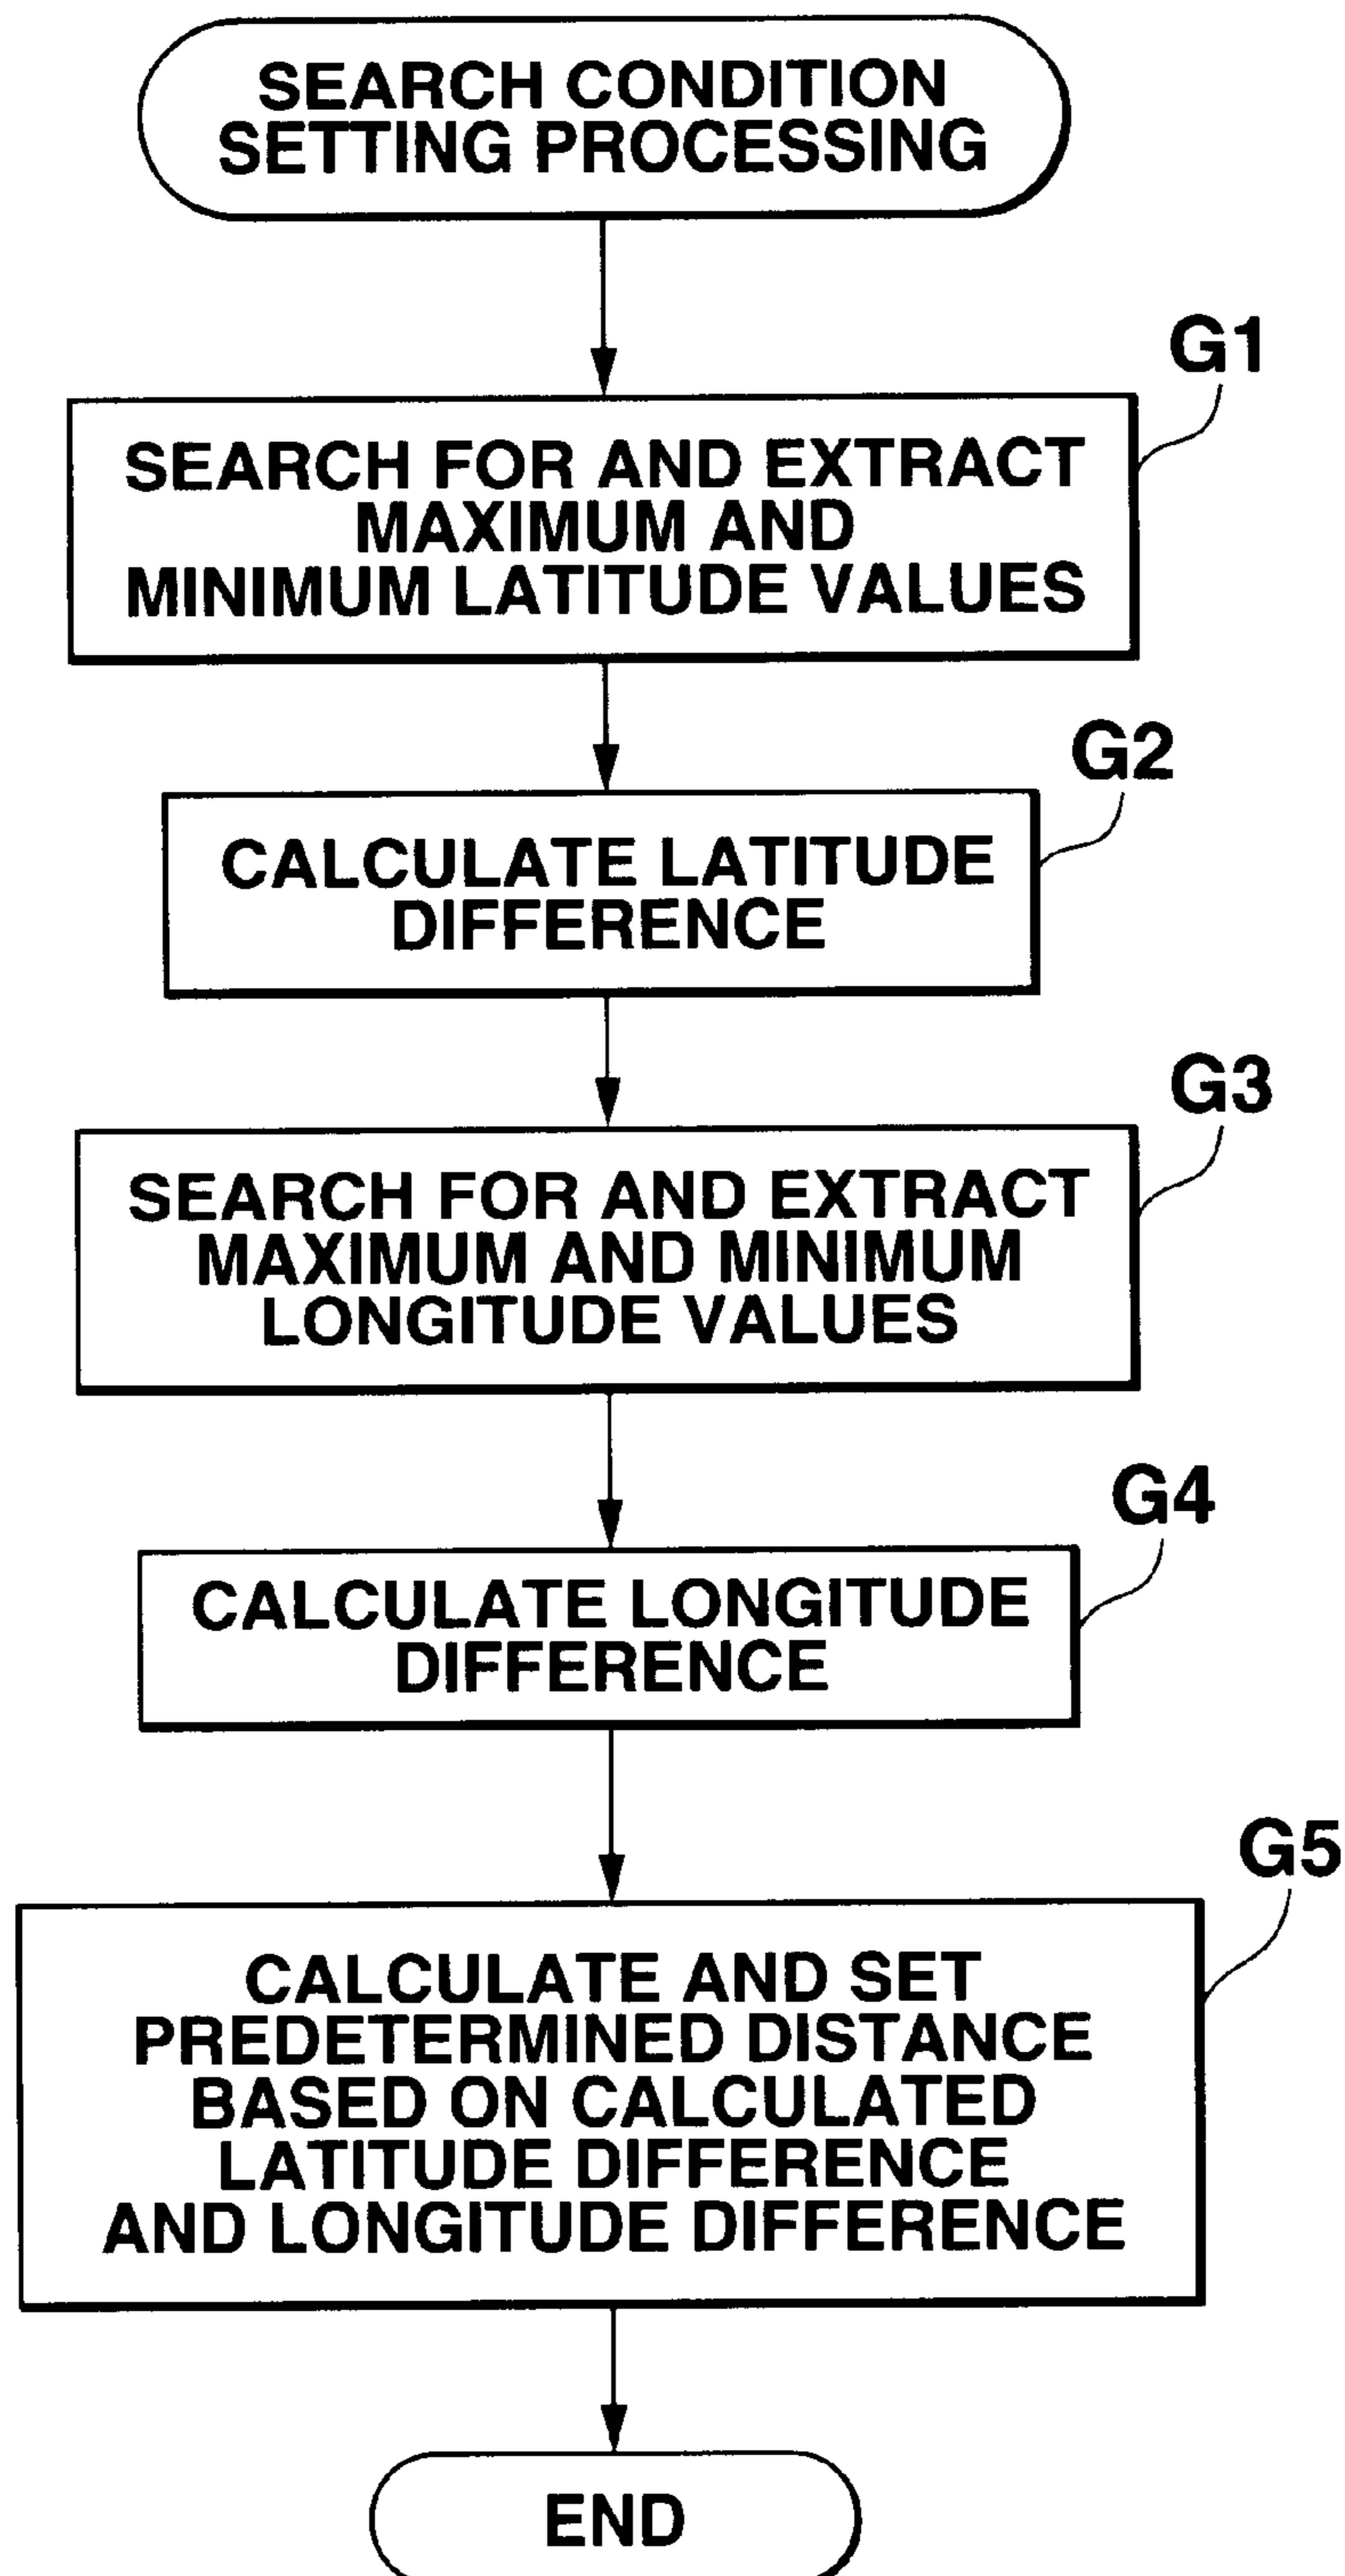 SEARCH CONDITION
SETTING PROCESSING
G1
SEARCH FOR AND EXTRACT
MAXIMUM AND
MINIMUM LATITUDE VALUES
G2
CALCULATE LATITUDE
DIFFERENCE
G3
SEARCH FOR AND EXTRACT
MAXIMUM AND MINIMUM
LONGITUDE VALUES
G4
CALCULATE LONGITUDE
DIFFERENCE
G5
CALCULATE AND SET
PREDETERMINED DISTANCE
BASED ON CALCULATED
LATITUDE DIFFERENCE
AND LONGITUDE DIFFERENCE
END